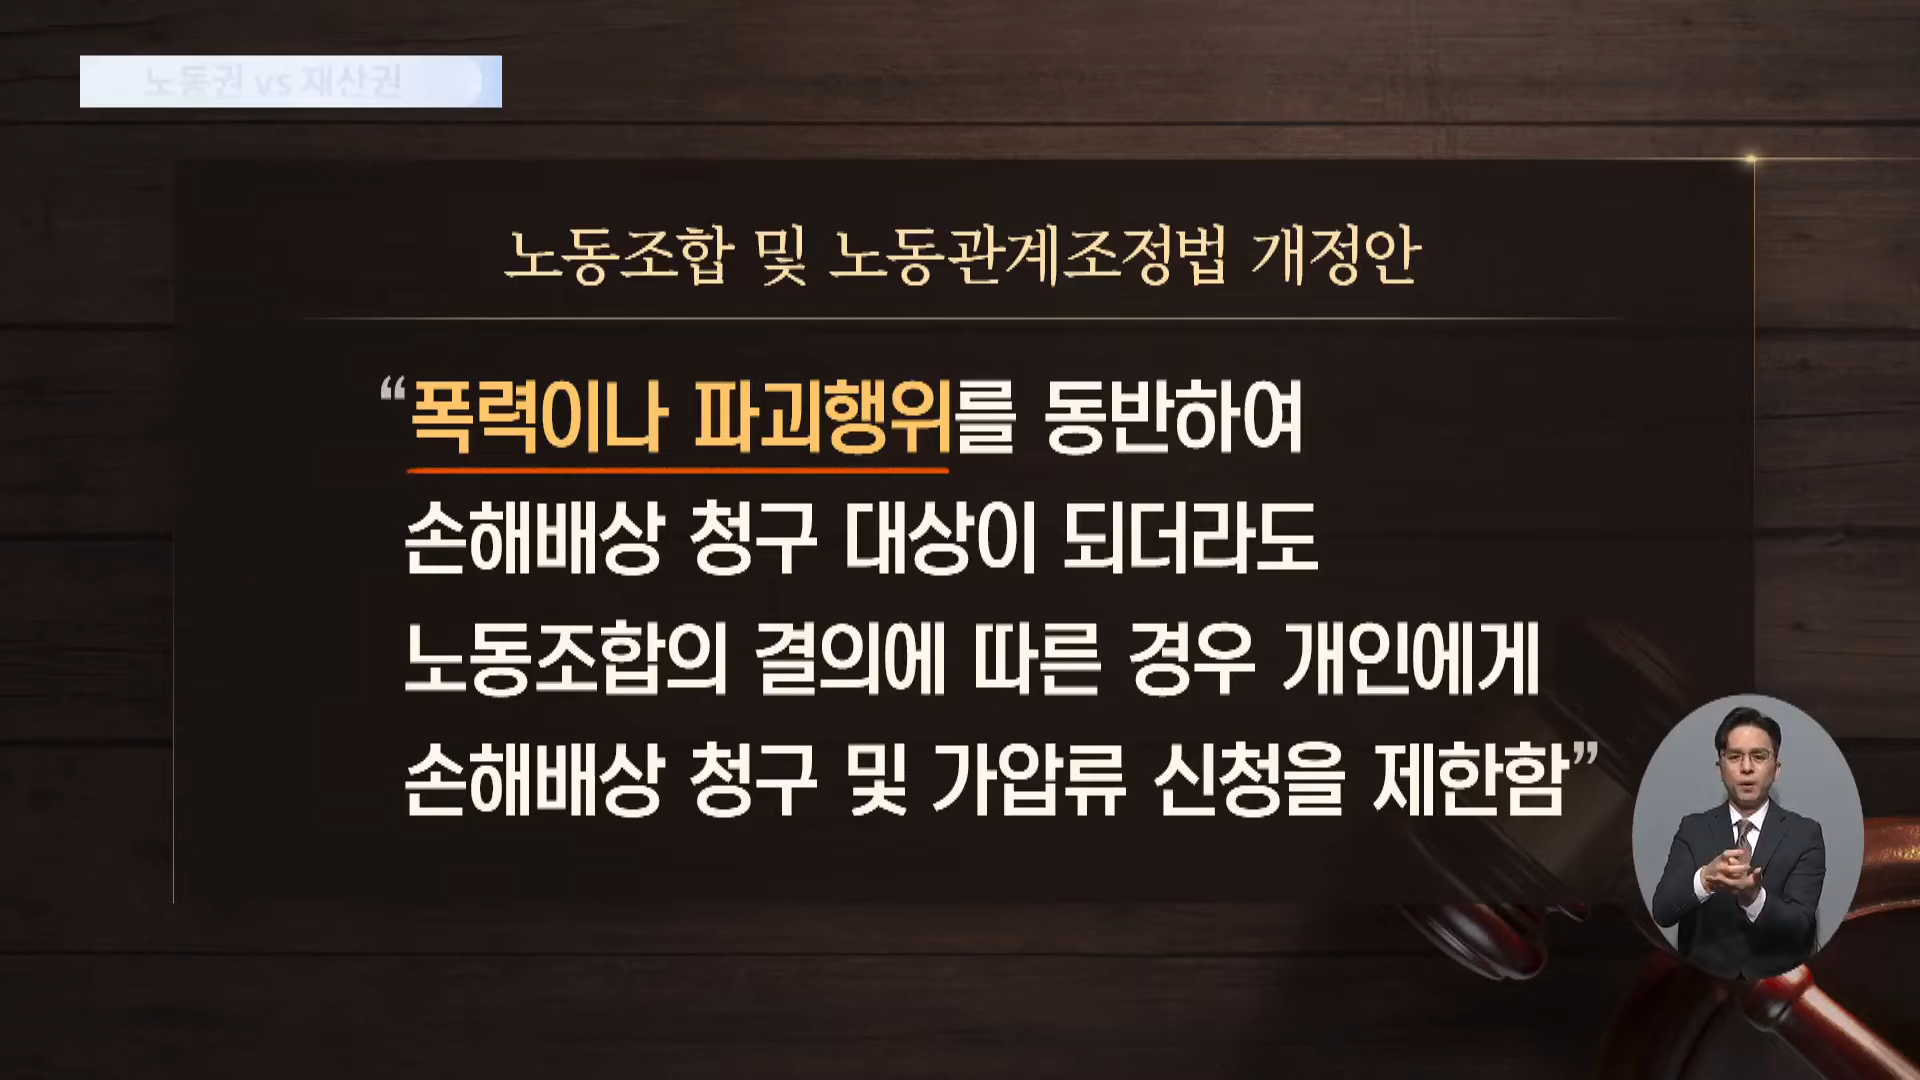 노동권 vs 재산권
노동조합 및 노동관계조정법 개정안
“폭력이나 파괴행위를 동반하여
손해배상 청구 대상이 되더라도
노동조합의 결의에 따른 경우 개인에게
손해배상 청구 및 가압류 신청을 제한함”